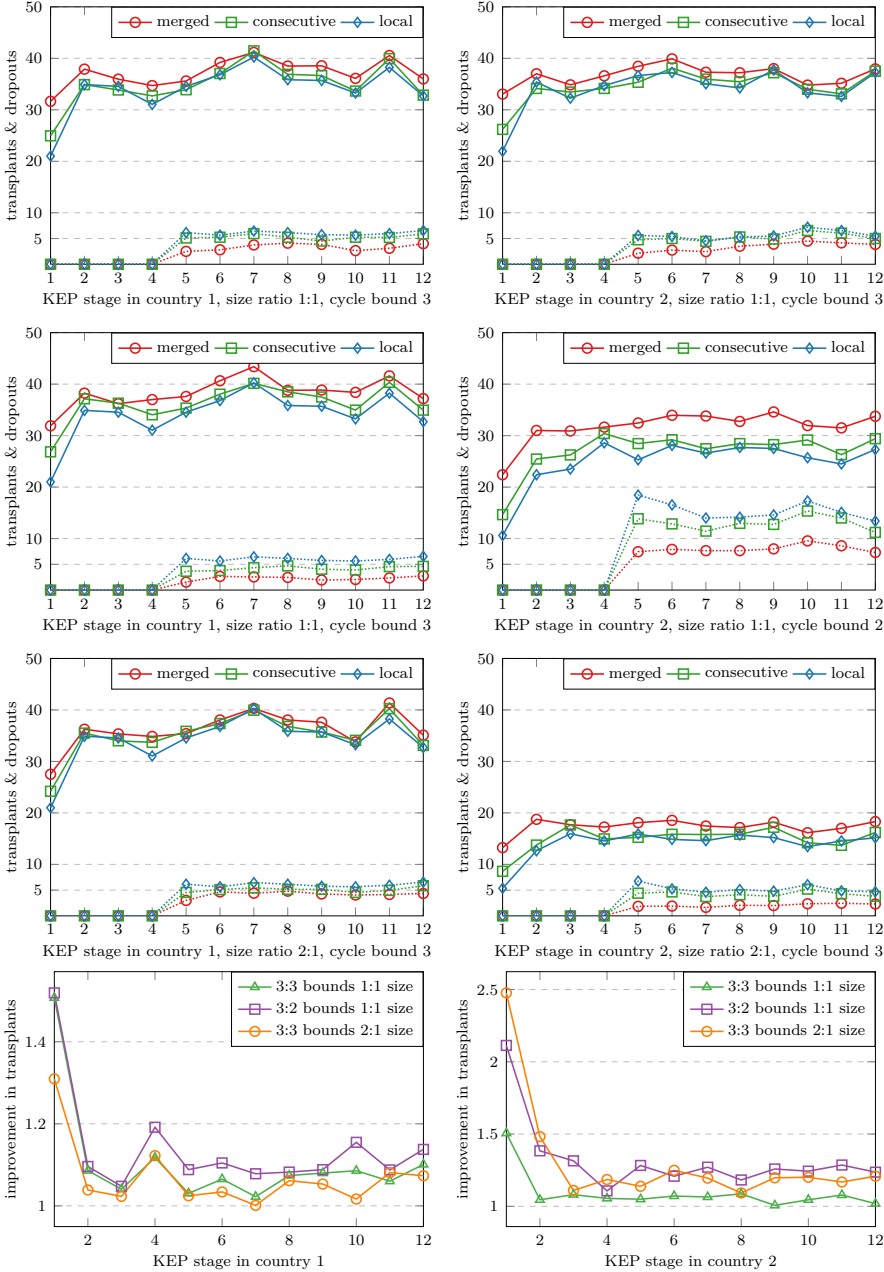 merged consecutive local
transplants & dropouts
50
40
30
20
10
5
1 2 3 4 5 6 7 8 9 10 11 12
KEP stage in country 1, size ratio 1:1, cycle bound 3
merged consecutive local
transplants & dropouts
50
40
30
20
10
5
1 2 3 4 5 6 7 8 9 10 11 12
KEP stage in country 2, size ratio 1:1, cycle bound 3
merged consecutive local
transplants & dropouts
50
40
30
20
10
5
1 2 3 4 5 6 7 8 9 10 11 12
KEP stage in country 1, size ratio 1:1, cycle bound 3
merged consecutive local
transplants & dropouts
50
40
30
20
10
5
1 2 3 4 5 6 7 8 9 10 11 12
KEP stage in country 2, size ratio 1:1, cycle bound 2
merged consecutive local
transplants & dropouts
50
40
30
20
10
5
1 2 3 4 5 6 7 8 9 10 11 12
KEP stage in country 1, size ratio 2:1, cycle bound 3
merged consecutive local
transplants & dropouts
50
40
30
20
10
5
1 2 3 4 5 6 7 8 9 10 11 12
KEP stage in country 2, size ratio 2:1, cycle bound 3
3:3 bounds 1:1 size
3:2 bounds 1:1 size
3:3 bounds 2:1 size
improvement in transplants
1.4
1.2
1
2 4 6 8 10 12
KEP stage in country 1
3:3 bounds 1:1 size
3:2 bounds 1:1 size
3:3 bounds 2:1 size
improvement in transplants
2.5
2
1.5
1
2 4 6 8 10 12
KEP stage in country 2